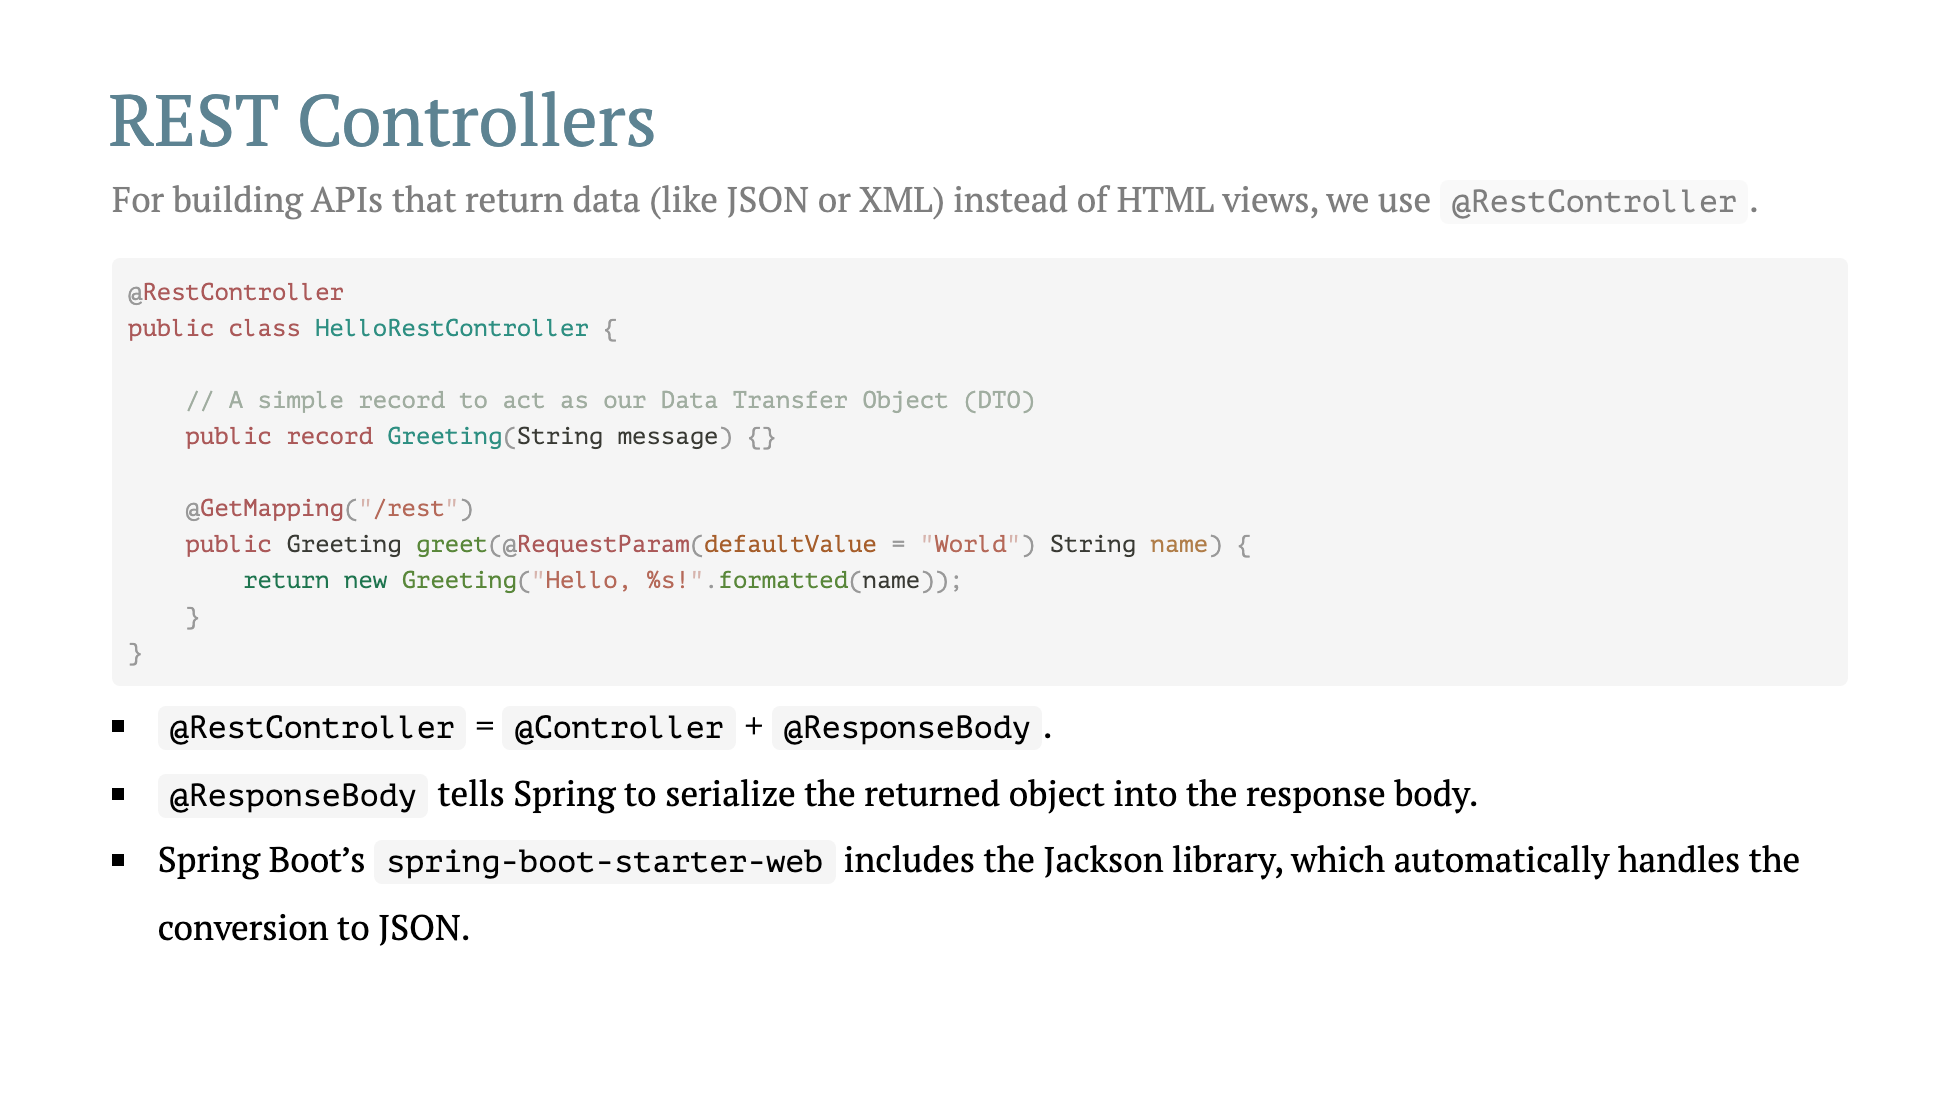 REST Controllers
For building APIs that return data (like JSON or XML) instead of HTML views, we use @RestController.
@RestController
public class HelloRestController {
    // A simple record to act as our Data Transfer Object (DTO)
    public record Greeting(String message) {}
    @GetMapping("/rest")
    public Greeting greet(@RequestParam(defaultValue = "World") String name) {
        return new Greeting("Hello, %s!".formatted(name));
    }
}
▪ @RestController = @Controller + @ResponseBody.
▪ @ResponseBody tells Spring to serialize the returned object into the response body.
▪ Spring Boot’s spring-boot-starter-web includes the Jackson library, which automatically handles the
conversion to JSON.